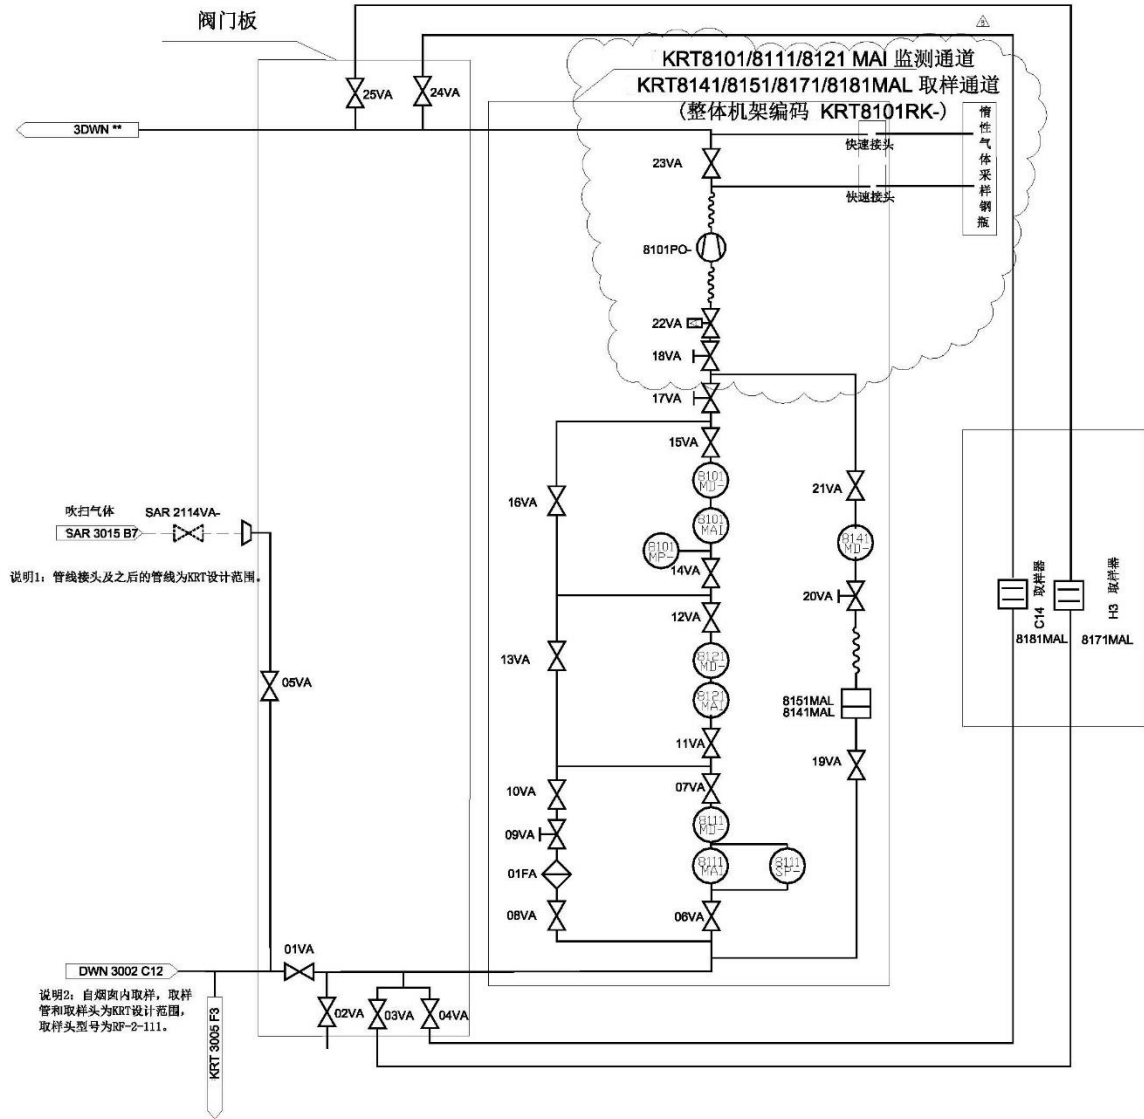 阀门板
9
KRT8101/8111/8121 MAI 监测通道
KRT8141/8151/8171/8181MAL 取样通道
(整体机架编码 KRT8101RK-)
25VA
24VA
3DWN **
快速接头
惰性气体采样钢瓶
23VA
快速接头
8101PO-
22VA
18VA
17VA
15VA
8101
MD-
16VA
21VA
吹扫气体
SAR 2114VA-
SAR 3015 B7
8101
MAI
8101
MP-
8141
MD-
14VA
说明1：管线接头及之后的管线为KRT设计范围。
20VA
C14 取样器
H3 取样器
12VA
8181MAL
8171MAL
13VA
8121
MD-
05VA
8121
MAI
8151MAL
8141MAL
11VA
19VA
10VA
07VA
09VA
8111
MD-
01FA
8111
MAI
8111
SP-
08VA
06VA
01VA
DWN 3002 C12
说明2：自烟囱内取样，取样
管和取样头为KRT设计范围，
取样头型号为RF-2-111。
02VA
03VA
04VA
KRT 3005 F3